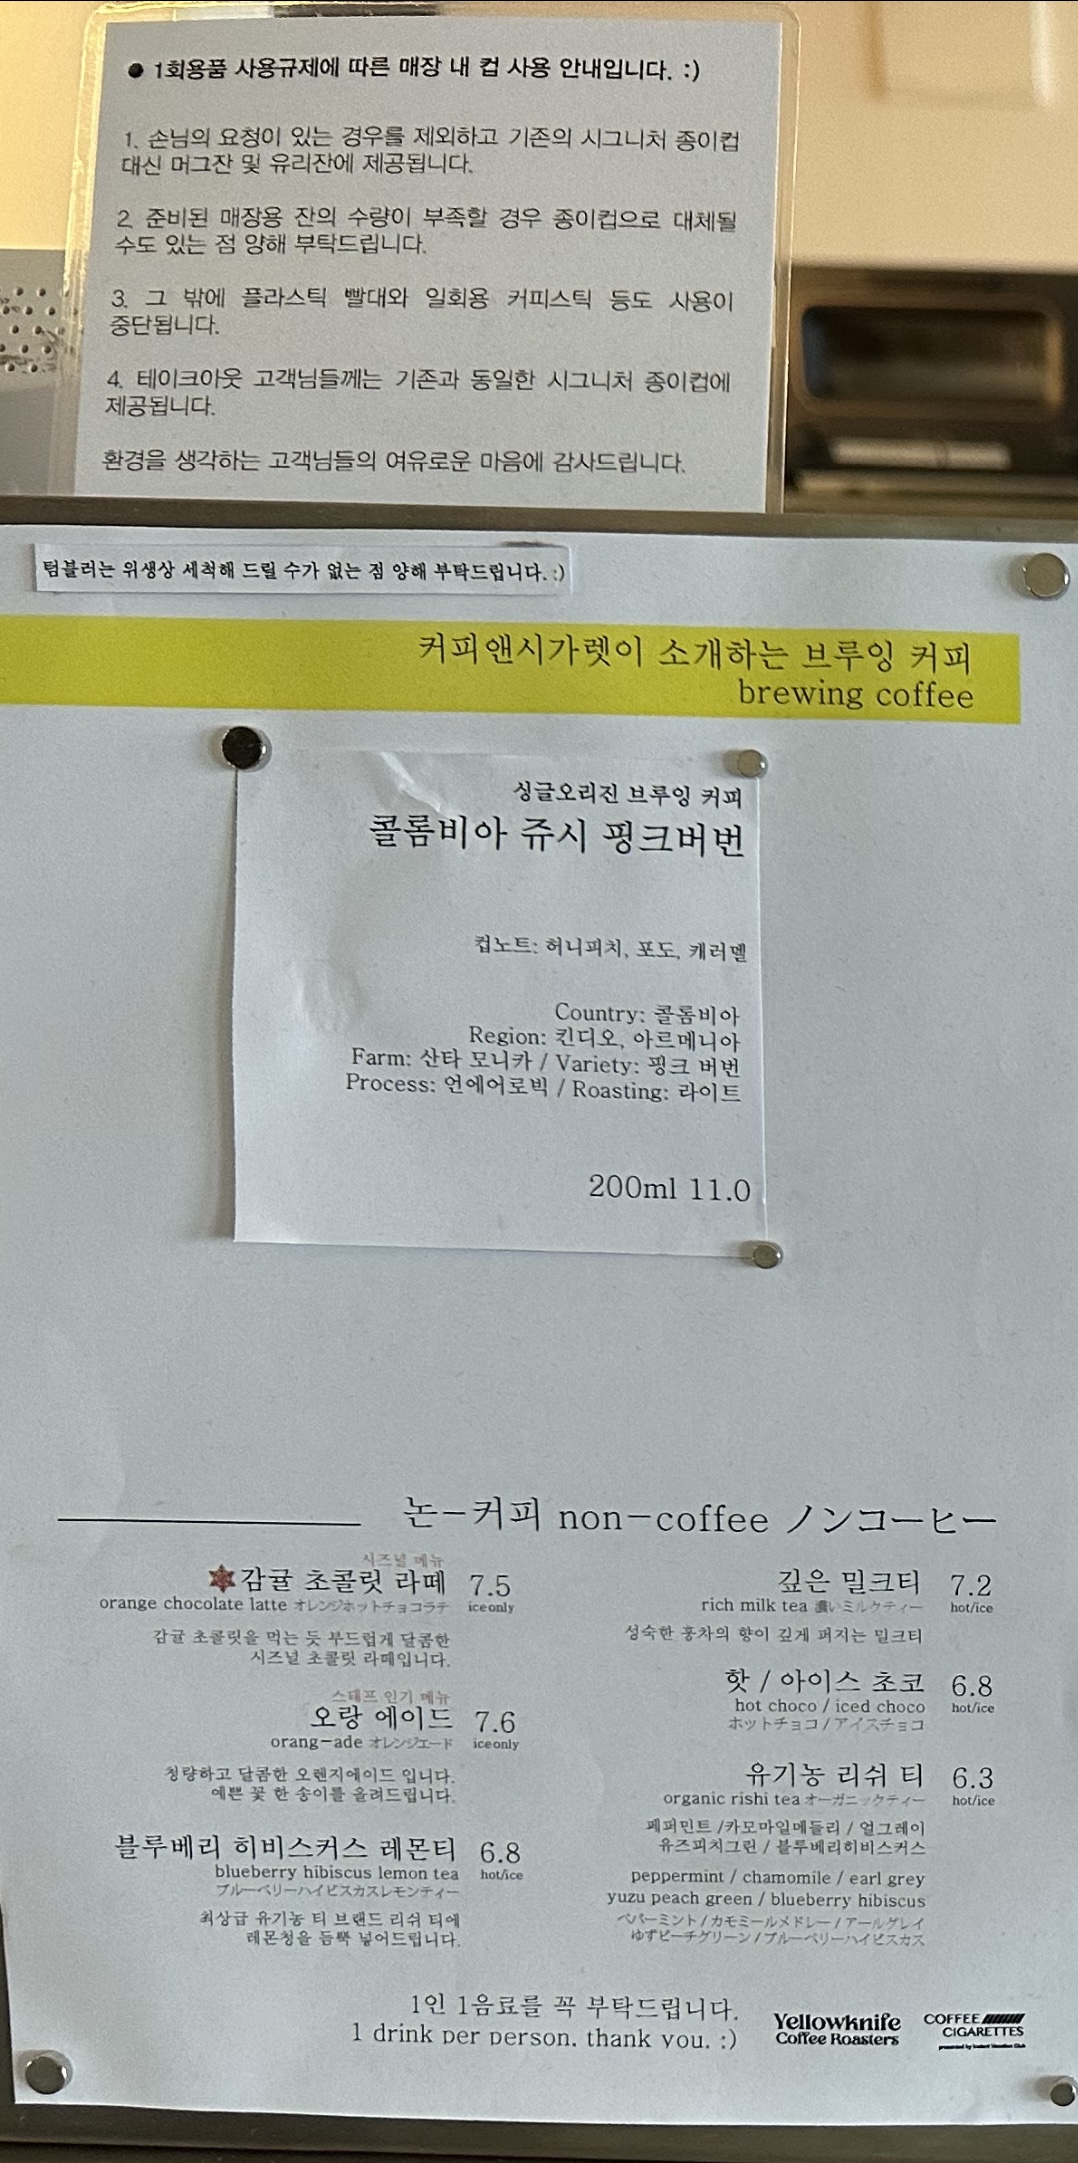 ● 1회용품 사용규제에 따른 매장 내 컵 사용 안내입니다. :)
1. 손님의 요청이 있는 경우를 제외하고 기존의 시그니처 종이컵
대신 머그잔 및 유리잔에 제공됩니다.
2. 준비된 매장용 잔의 수량이 부족할 경우 종이컵으로 대체될
수도 있는 점 양해 부탁드립니다.
3. 그 밖에 플라스틱 빨대와 일회용 커피스틱 등도 사용이
중단됩니다.
4. 테이크아웃 고객님들께는 기존과 동일한 시그니처 종이컵에
제공됩니다.
환경을 생각하는 고객님들의 여유로운 마음에 감사드립니다.
텀블러는 위생상 세척해 드릴 수가 없는 점 양해 부탁드립니다. :)
커피앤시가렛이 소개하는 브루잉 커피
brewing coffee
싱글오리진 브루잉 커피
콜롬비아 쥬시 핑크버번
컵노트: 허니피치, 포도, 캐러멜
Country: 콜롬비아
Region: 킨디오, 아르메니아
Farm: 산타 모니카 / Variety: 핑크 버번
Process: 언에어로빅 / Roasting: 라이트
200ml 11.0
논-커피 non-coffee ノンコーヒー
시즈널 메뉴
감귤 초콜릿 라떼 7.5
orange chocolate latte オレンジホットチョコラテ ice only
감귤 초콜릿을 먹는 듯 부드럽게 달콤한
시즈널 초콜릿 라떼입니다.
스태프 인기 메뉴
오랑 에이드 7.6
orang-ade オレンジエード ice only
청량하고 달콤한 오렌지에이드 입니다.
예쁜 꽃 한 송이를 올려드립니다.
블루베리 히비스커스 레몬티 6.8
blueberry hibiscus lemon tea hot/ice
ブルーベリーハイビスカスレモンティー
최상급 유기농 티 브랜드 리쉬 티에
레몬청을 듬뿍 넣어드립니다.
깊은 밀크티 7.2
rich milk tea 濃いミルクティー hot/ice
성숙한 홍차의 향이 깊게 퍼지는 밀크티
핫 / 아이스 초코 6.8
hot choco / iced choco hot/ice
ホットチョコ / アイスチョコ
유기농 리쉬 티 6.3
organic rishi tea オーガニックティー hot/ice
페퍼민트 /카모마일메들리 / 얼그레이
유즈피치그린 / 블루베리히비스커스
peppermint / chamomile / earl grey
yuzu peach green / blueberry hibiscus
ペパーミント / カモミールメドレー / アールグレイ
ゆずピーチグリーン / ブルーベリーハイビスカス
1인 1음료를 꼭 부탁드립니다.
1 drink per person. thank you. :)
Yellowknife
Coffee Roasters
COFFEE
CIGARETTES
presented by Instant Vacation Club